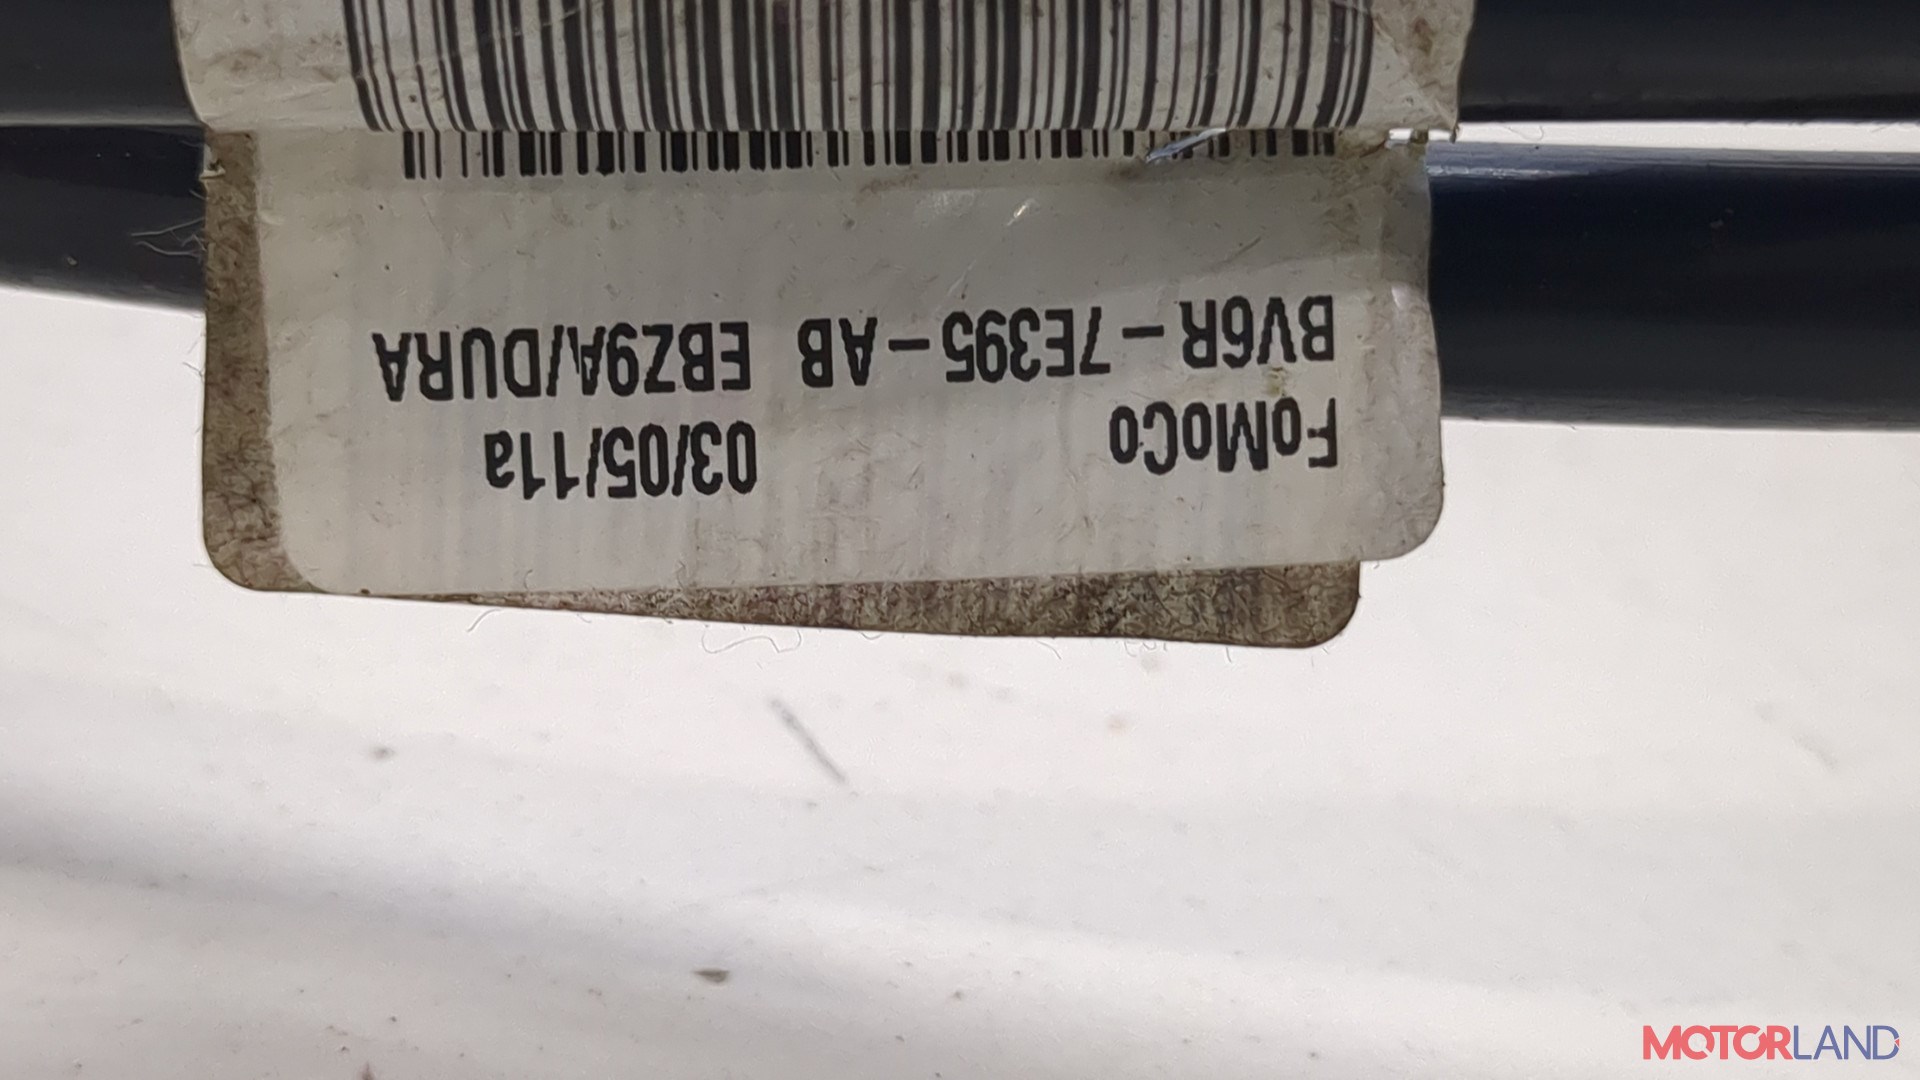 FoMoCo 03/05/11a
BV6R-7E395-AB EBZ9A/DURA
MOTORLAND